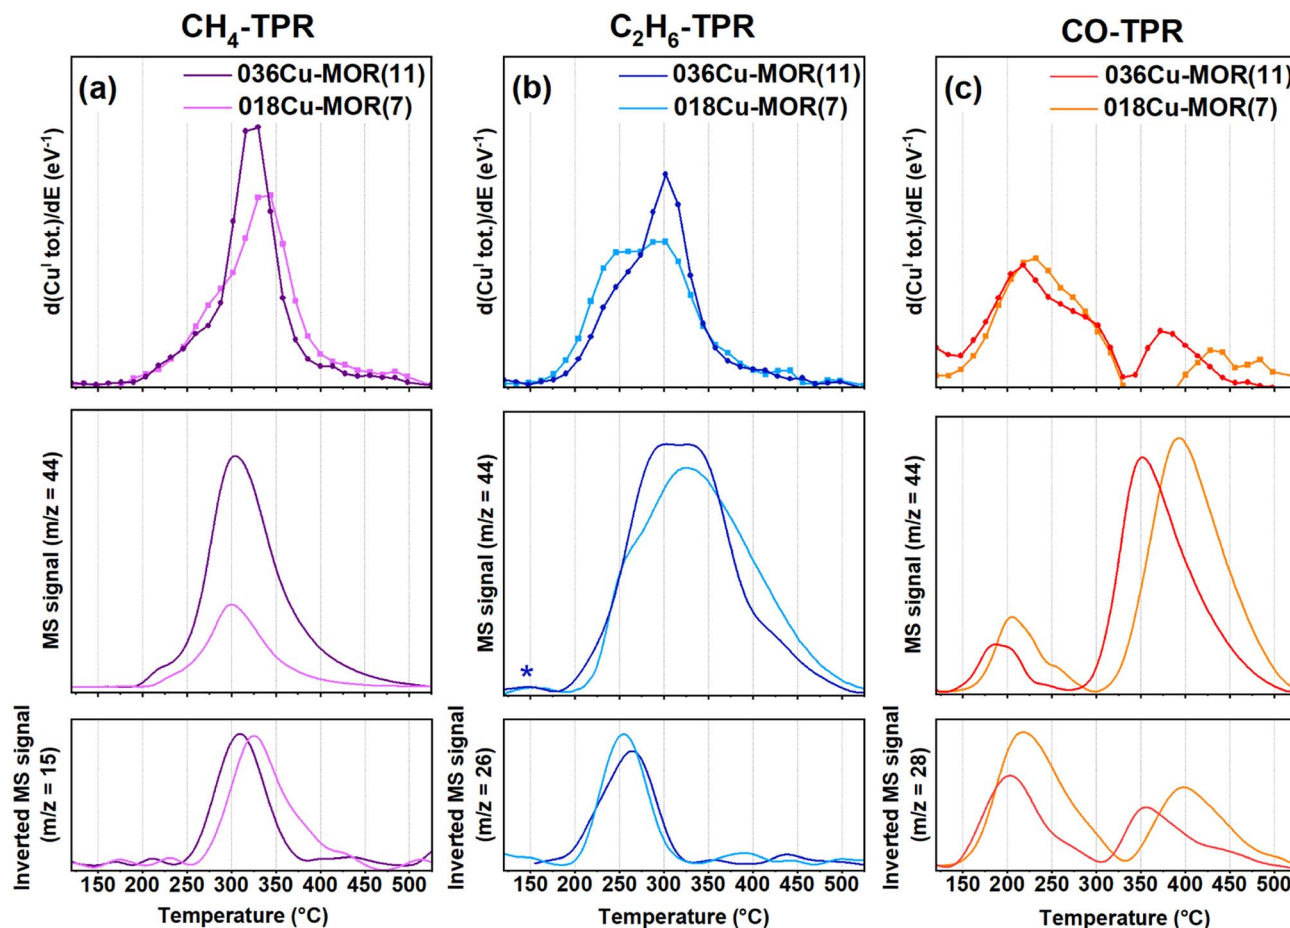 CH₄-TPR
C₂H₆-TPR
CO-TPR
(a)
036Cu-MOR(11)
018Cu-MOR(7)
(b)
036Cu-MOR(11)
018Cu-MOR(7)
(c)
036Cu-MOR(11)
018Cu-MOR(7)
d(Cuᴵ tot.)/dE (eV⁻¹)
d(Cuᴵ tot.)/dE (eV⁻¹)
d(Cuᴵ tot.)/dE (eV⁻¹)
MS signal (m/z = 44)
MS signal (m/z = 44)
MS signal (m/z = 44)
*
Inverted MS signal
(m/z = 15)
Inverted MS signal
(m/z = 26)
Inverted MS signal
(m/z = 28)
150 200 250 300 350 400 450 500
150 200 250 300 350 400 450 500
150 200 250 300 350 400 450 500
Temperature (°C)
Temperature (°C)
Temperature (°C)